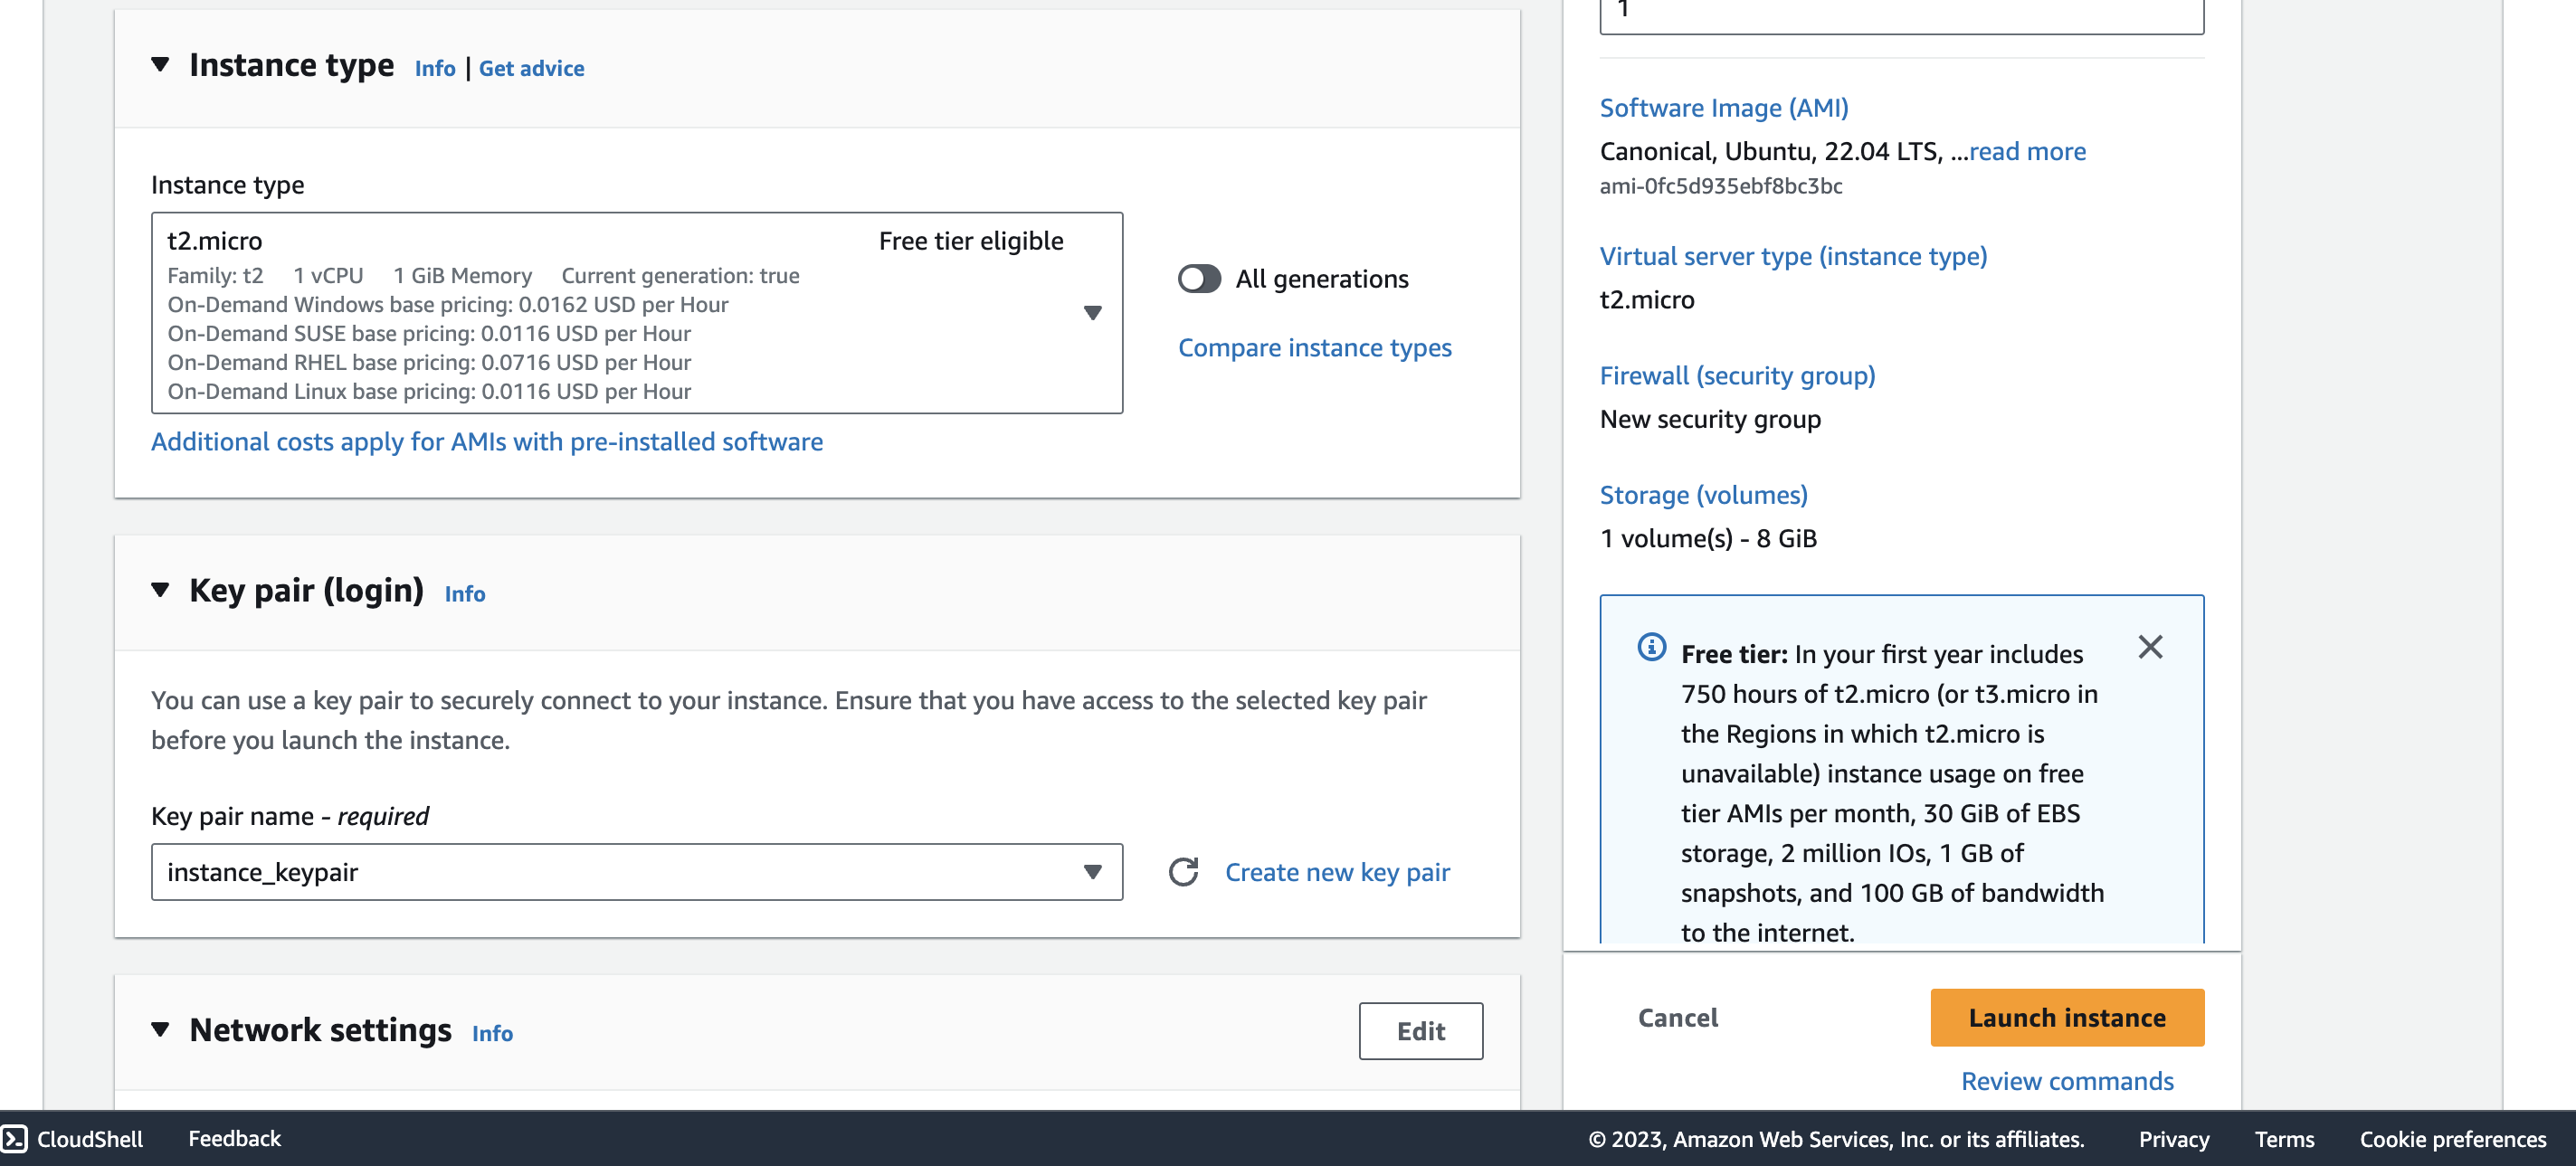 Instance type Info | Get advice
Instance type
t2.micro Free tier eligible
Family: t2 1 vCPU 1 GiB Memory Current generation: true
On-Demand Windows base pricing: 0.0162 USD per Hour
On-Demand SUSE base pricing: 0.0116 USD per Hour
On-Demand RHEL base pricing: 0.0716 USD per Hour
On-Demand Linux base pricing: 0.0116 USD per Hour
All generations
Compare instance types
Additional costs apply for AMIs with pre-installed software
Key pair (login) Info
You can use a key pair to securely connect to your instance. Ensure that you have access to the selected key pair
before you launch the instance.
Key pair name - required
instance_keypair
Create new key pair
Network settings Info
Edit
1
Software Image (AMI)
Canonical, Ubuntu, 22.04 LTS, ...read more
ami-0fc5d935ebf8bc3bc
Virtual server type (instance type)
t2.micro
Firewall (security group)
New security group
Storage (volumes)
1 volume(s) - 8 GiB
Free tier: In your first year includes
750 hours of t2.micro (or t3.micro in
the Regions in which t2.micro is
unavailable) instance usage on free
tier AMIs per month, 30 GiB of EBS
storage, 2 million IOs, 1 GB of
snapshots, and 100 GB of bandwidth
to the internet.
Cancel
Launch instance
Review commands
CloudShell Feedback © 2023, Amazon Web Services, Inc. or its affiliates. Privacy Terms Cookie preferences